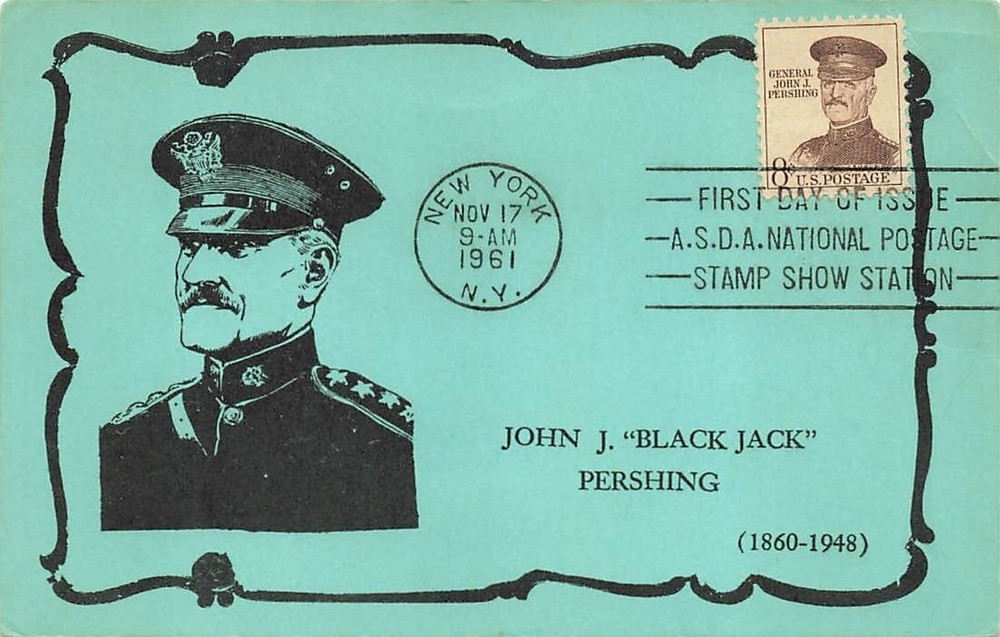 GENERAL
JOHN J.
PERSHING
8¢ U.S. POSTAGE
NEW YORK
NOV 17
9-AM
1961
N.Y.
FIRST DAY OF ISSUE
A.S.D.A. NATIONAL POSTAGE
STAMP SHOW STATION
JOHN J. “BLACK JACK”
PERSHING
(1860-1948)